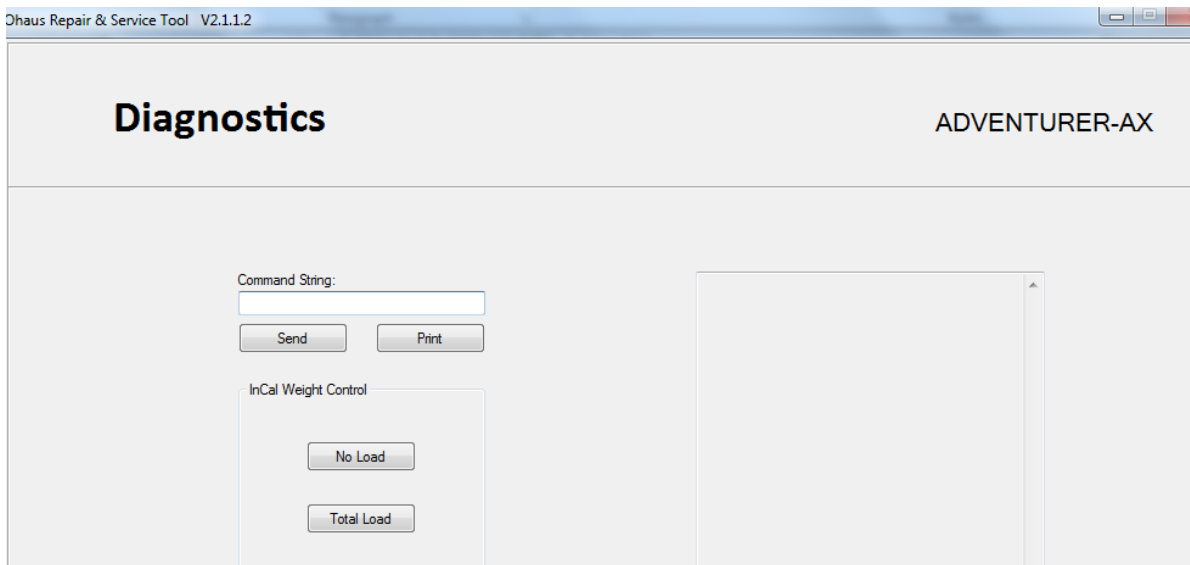 Ohaus Repair & Service Tool V2.1.1.2
Diagnostics
ADVENTURER-AX
Command String:
Send
Print
InCal Weight Control
No Load
Total Load